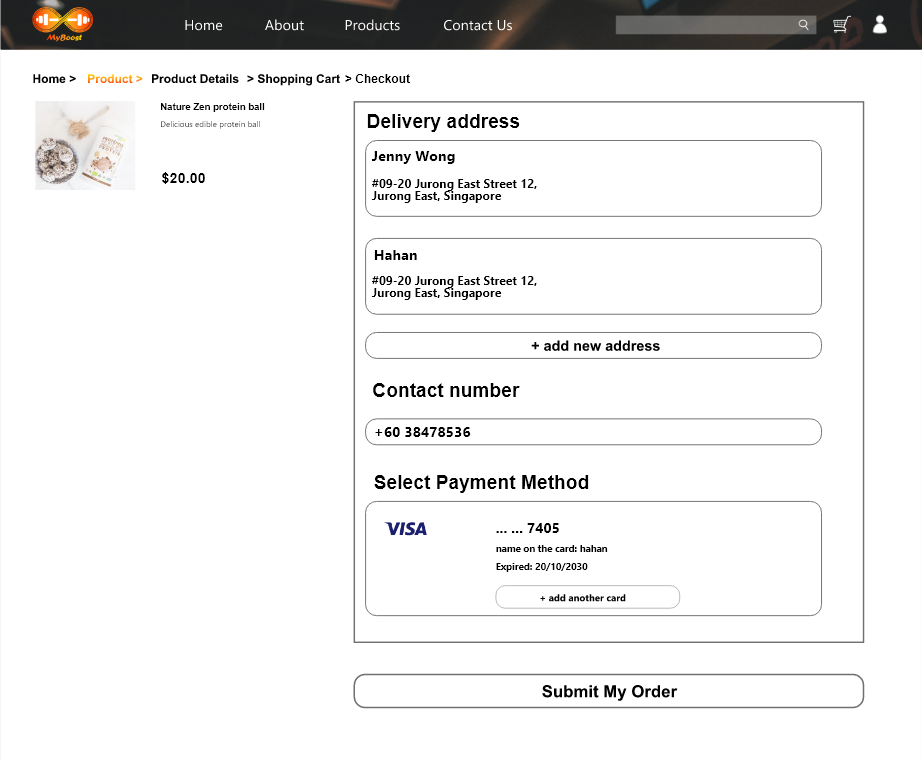 MyBoost
Home
About
Products
Contact Us
Home >
Product >
Product Details
> Shopping Cart
> Checkout
Nature Zen protein ball
Delicious edible protein ball
$20.00
Delivery address
Jenny Wong
#09-20 Jurong East Street 12,
Jurong East, Singapore
Hahan
#09-20 Jurong East Street 12,
Jurong East, Singapore
+ add new address
Contact number
+60 38478536
Select Payment Method
VISA
... ... 7405
name on the card: hahan
Expired: 20/10/2030
+ add another card
Submit My Order